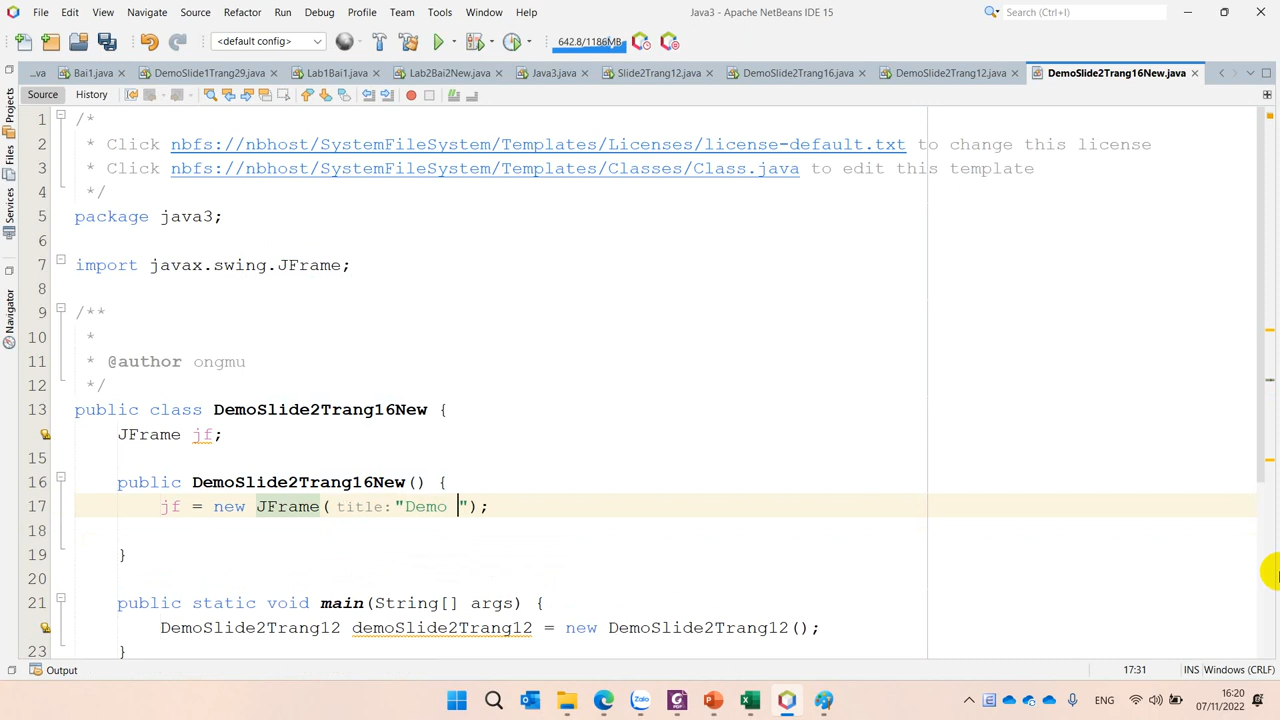 File Edit View Navigate Source Refactor Run Debug Profile Team Tools Window Help Java3 - Apache NetBeans IDE 15 Search (Ctrl+I)
<default config> 642.8/1186MB
...va Bai1.java DemoSlide1Trang29.java Lab1Bai1.java Lab2Bai2New.java Java3.java Slide2Trang12.java DemoSlide2Trang16.java DemoSlide2Trang12.java DemoSlide2Trang16New.java
Source History
Projects
Files
Services
Navigator
1 /*
2 * Click nbfs://nbhost/SystemFileSystem/Templates/Licenses/license-default.txt to change this license
3 * Click nbfs://nbhost/SystemFileSystem/Templates/Classes/Class.java to edit this template
4 */
5 package java3;
6
7 import javax.swing.JFrame;
8
9 /**
10 *
11 * @author ongmu
12 */
13 public class DemoSlide2Trang16New {
JFrame jf;
15
16 public DemoSlide2Trang16New() {
17 jf = new JFrame(title:"Demo ");
18
19 }
20
21 public static void main(String[] args) {
DemoSlide2Trang12 demoSlide2Trang12 = new DemoSlide2Trang12();
23 }
Output 17:31 INS Windows (CRLF)
ENG 16:20
07/11/2022